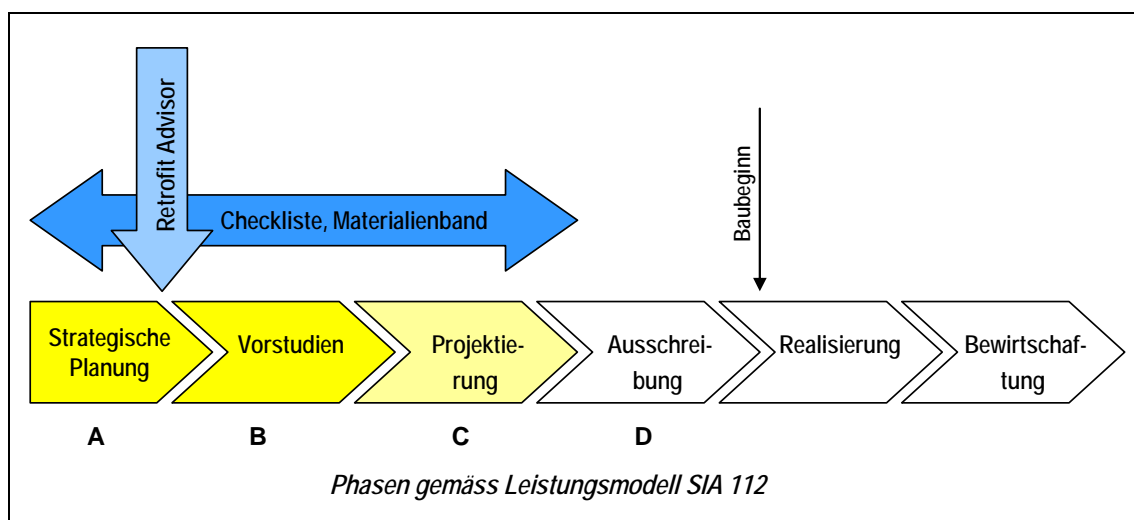 Retrofit Advisor
Checkliste, Materialienband
Baubeginn
Strategische
Planung
Vorstudien
Projektie-
rung
Ausschrei-
bung
Realisierung
Bewirtschaf-
tung
A
B
C
D
Phasen gemäss Leistungsmodell SIA 112